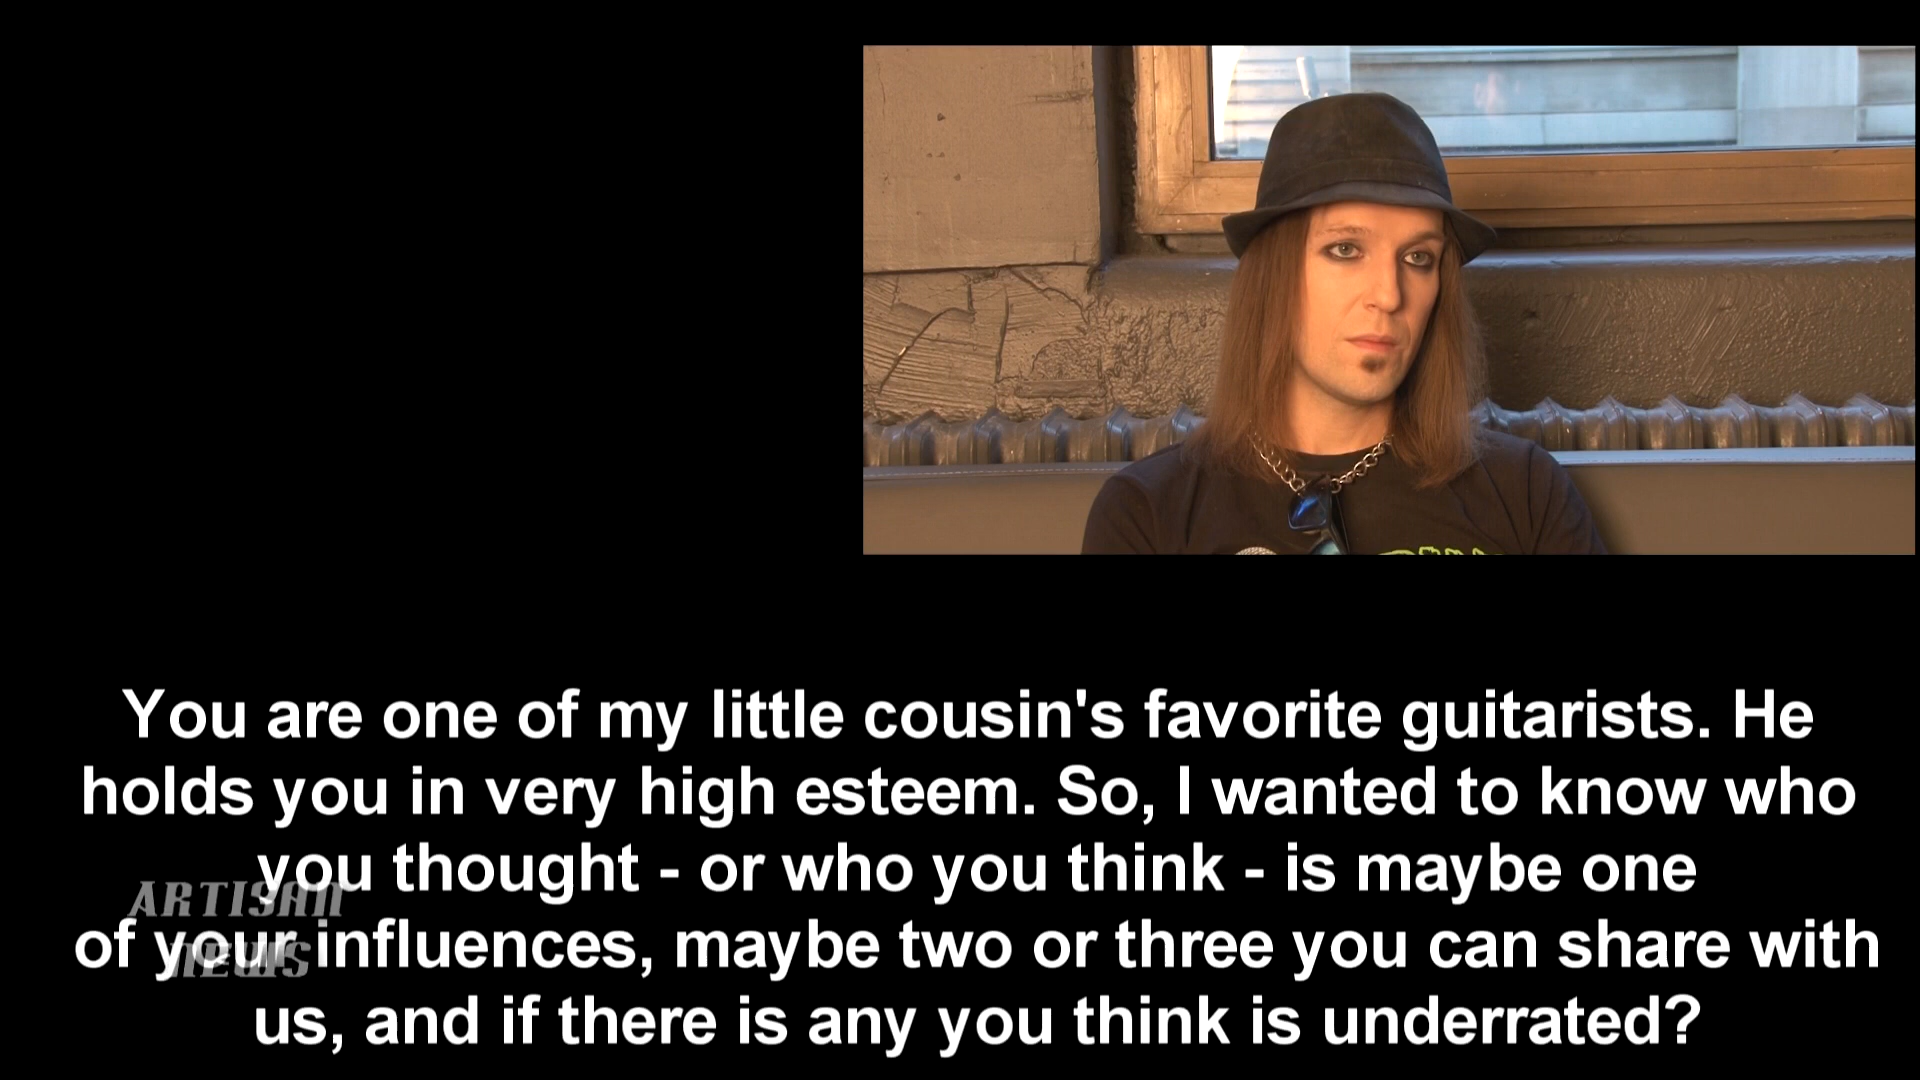 You are one of my little cousin's favorite guitarists. He
holds you in very high esteem. So, I wanted to know who
you thought - or who you think - is maybe one
of your influences, maybe two or three you can share with
us, and if there is any you think is underrated?
ARTISAN
NEWS